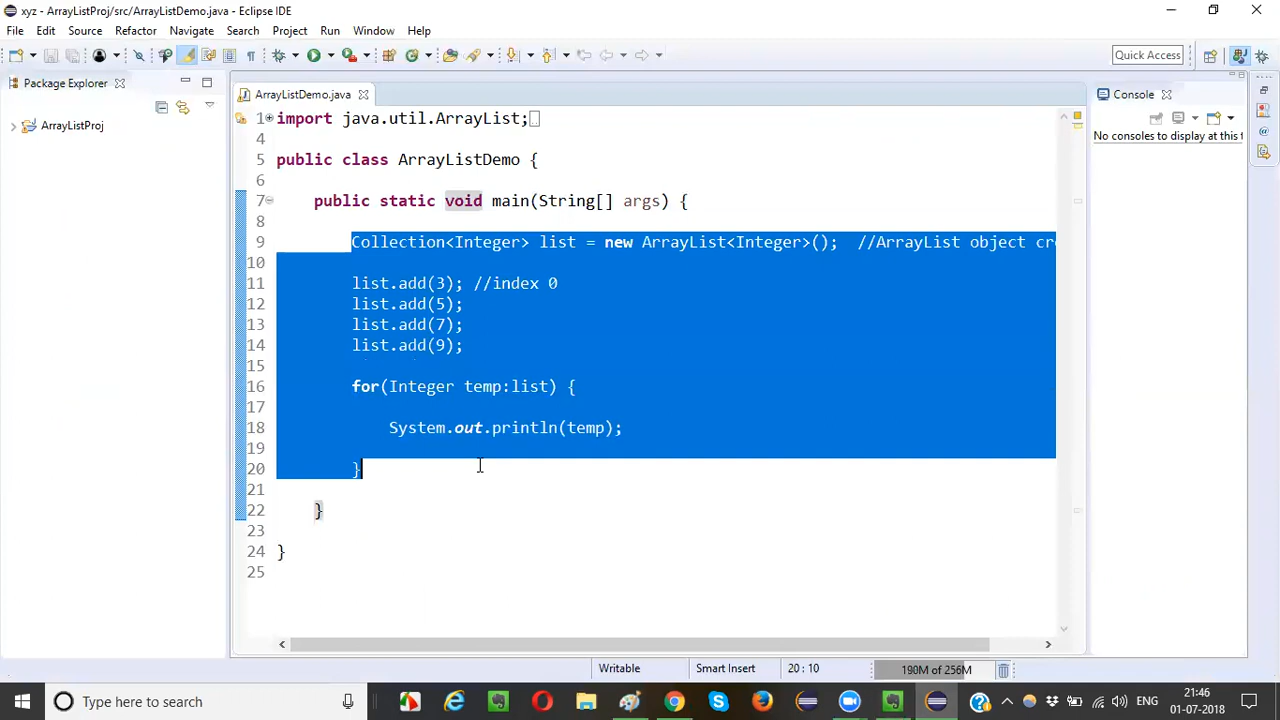 xyz - ArrayListProj/src/ArrayListDemo.java - Eclipse IDE
File Edit Source Refactor Navigate Search Project Run Window Help
Quick Access
Package Explorer
ArrayListProj
ArrayListDemo.java
1 import java.util.ArrayList;
4
5 public class ArrayListDemo {
6
7 public static void main(String[] args) {
8
9 Collection<Integer> list = new ArrayList<Integer>(); //ArrayList object cr
10
11 list.add(3); //index 0
12 list.add(5);
13 list.add(7);
14 list.add(9);
15
16 for(Integer temp:list) {
17
18 System.out.println(temp);
19
20 }
21
22 }
23
24 }
25
Console
No consoles to display at this t
Writable Smart Insert 20 : 10 190M of 256M
Type here to search
ENG
21:46
01-07-2018